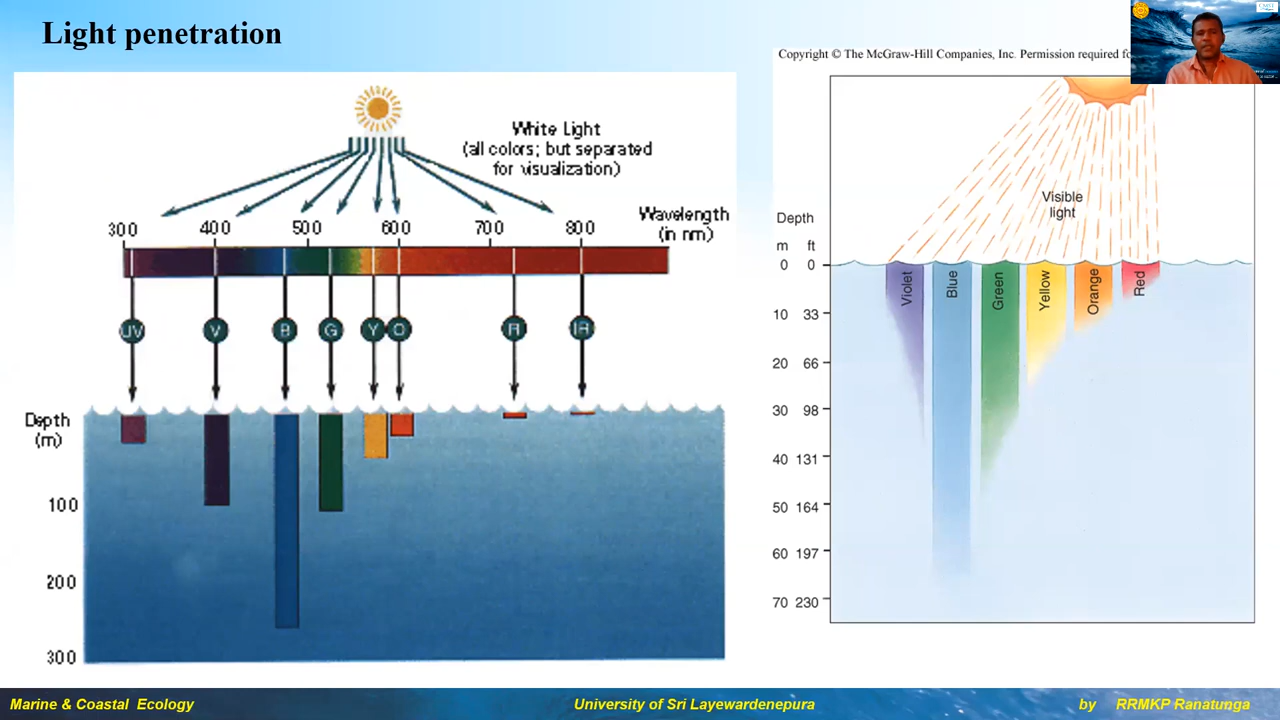 Light penetration
Copyright © The McGraw-Hill Companies, Inc. Permission required
White Light
(all colors; but separated
for visualization)
Wavelength
(in nm)
300 400 500 600 700 800
UV V B G Y O R IR
Depth
(m)
100
200
300
Visible
light
Depth
m ft
0 0
Violet
Blue
Green
Yellow
Orange
Red
10 33
20 66
30 98
40 131
50 164
60 197
70 230
Marine & Coastal Ecology
University of Sri Layewardenepura
by RRMKP Ranatunga